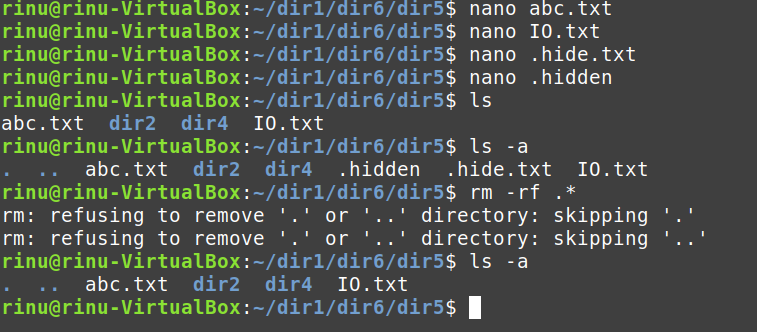 rinu@rinu-VirtualBox:~/dir1/dir6/dir5$ nano abc.txt
rinu@rinu-VirtualBox:~/dir1/dir6/dir5$ nano IO.txt
rinu@rinu-VirtualBox:~/dir1/dir6/dir5$ nano .hide.txt
rinu@rinu-VirtualBox:~/dir1/dir6/dir5$ nano .hidden
rinu@rinu-VirtualBox:~/dir1/dir6/dir5$ ls
abc.txt  dir2  dir4  IO.txt
rinu@rinu-VirtualBox:~/dir1/dir6/dir5$ ls -a
.  ..  abc.txt  dir2  dir4  .hidden  .hide.txt  IO.txt
rinu@rinu-VirtualBox:~/dir1/dir6/dir5$ rm -rf .*
rm: refusing to remove '.' or '..' directory: skipping '.'
rm: refusing to remove '.' or '..' directory: skipping '..'
rinu@rinu-VirtualBox:~/dir1/dir6/dir5$ ls -a
.  ..  dir2  dir4  IO.txt
rinu@rinu-VirtualBox:~/dir1/dir6/dir5$